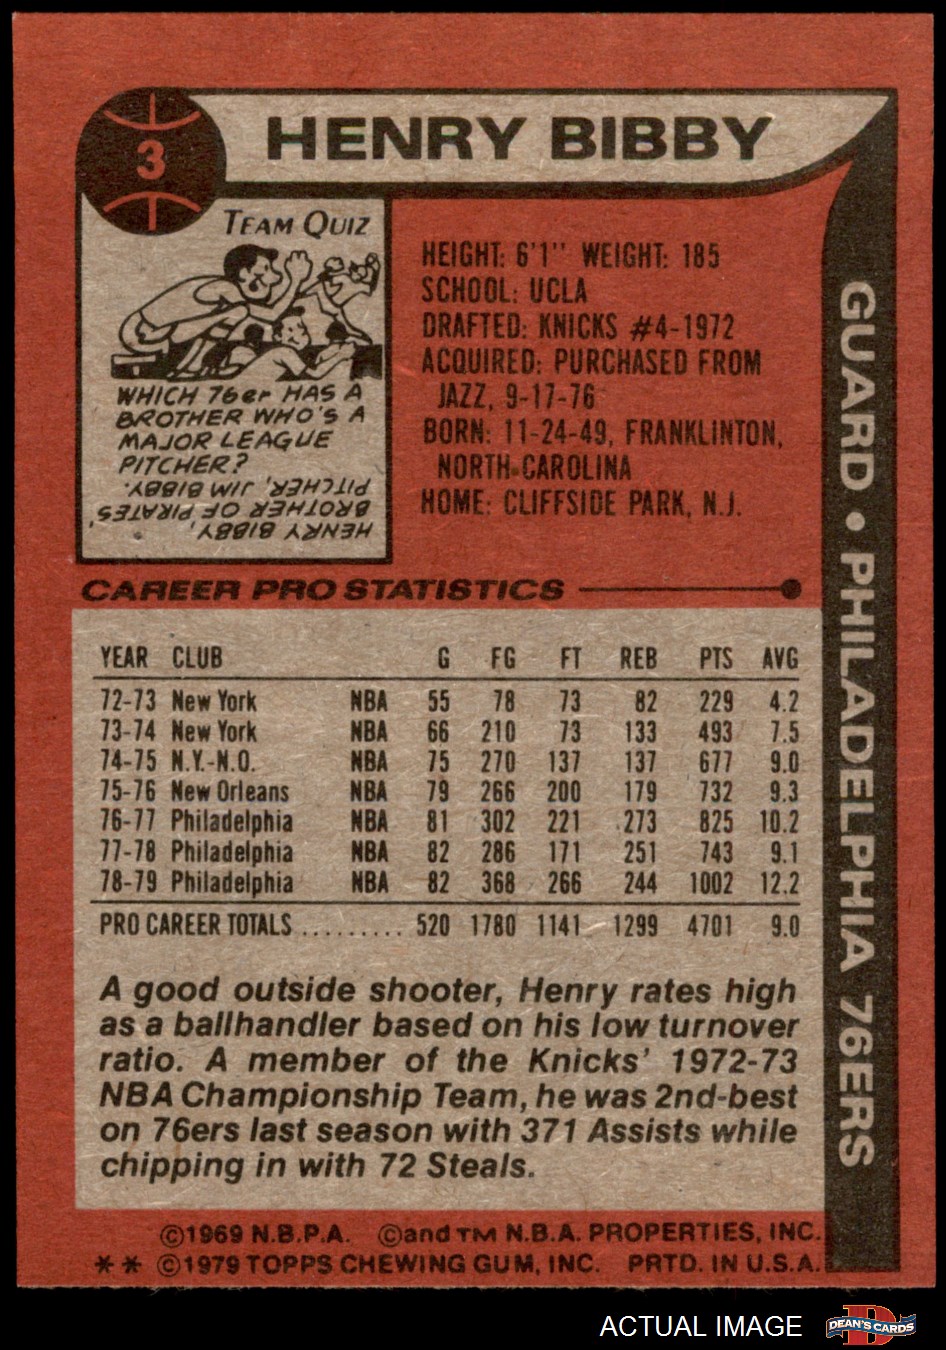 3
HENRY BIBBY
TEAM QUIZ
WHICH 76er HAS A
BROTHER WHO'S A
MAJOR LEAGUE
PITCHER?
HENRY BIBBY,
BROTHER OF PIRATES'
PITCHER, JIM BIBBY.
HEIGHT: 6'1" WEIGHT: 185
SCHOOL: UCLA
DRAFTED: KNICKS #4-1972
ACQUIRED: PURCHASED FROM
JAZZ, 9-17-76
BORN: 11-24-49, FRANKLINTON,
NORTH CAROLINA
HOME: CLIFFSIDE PARK, N.J.
GUARD • PHILADELPHIA 76ERS
CAREER PRO STATISTICS
YEAR CLUB G FG FT REB PTS AVG
72-73 New York NBA 55 78 73 82 229 4.2
73-74 New York NBA 66 210 73 133 493 7.5
74-75 N.Y.-N.O. NBA 75 270 137 137 677 9.0
75-76 New Orleans NBA 79 266 200 179 732 9.3
76-77 Philadelphia NBA 81 302 221 273 825 10.2
77-78 Philadelphia NBA 82 286 171 251 743 9.1
78-79 Philadelphia NBA 82 368 266 244 1002 12.2
PRO CAREER TOTALS ......... 520 1780 1141 1299 4701 9.0
A good outside shooter, Henry rates high
as a ballhandler based on his low turnover
ratio. A member of the Knicks' 1972-73
NBA Championship Team, he was 2nd-best
on 76ers last season with 371 Assists while
chipping in with 72 Steals.
©1969 N.B.P.A. ©and TM N.B.A. PROPERTIES, INC.
** ©1979 TOPPS CHEWING GUM, INC. PRTD. IN U.S.A.
ACTUAL IMAGE
DEAN'S CARDS